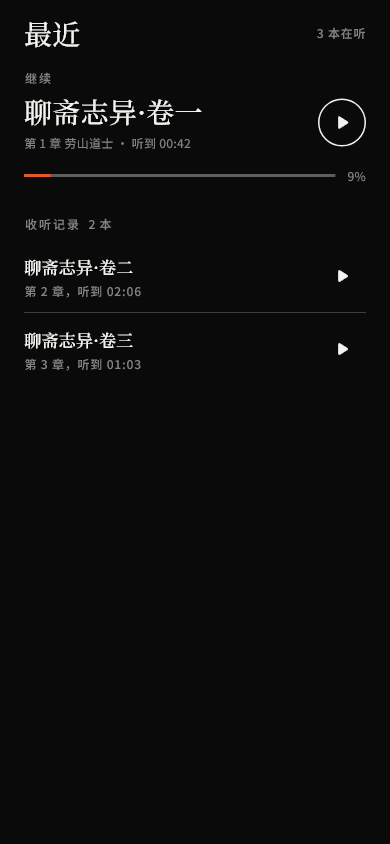 最近
3 本在听
继续
聊斋志异·卷一
第 1 章 劳山道士 · 听到 00:42
9%
收听记录 2 本
聊斋志异·卷二
第 2 章，听到 02:06
聊斋志异·卷三
第 3 章，听到 01:03